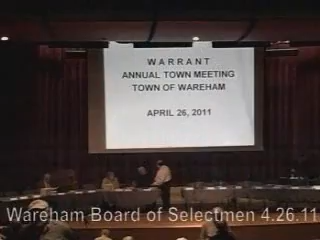 WARRANT
ANNUAL TOWN MEETING
TOWN OF WAREHAM
APRIL 26, 2011
Wareham Board of Selectmen 4.26.11